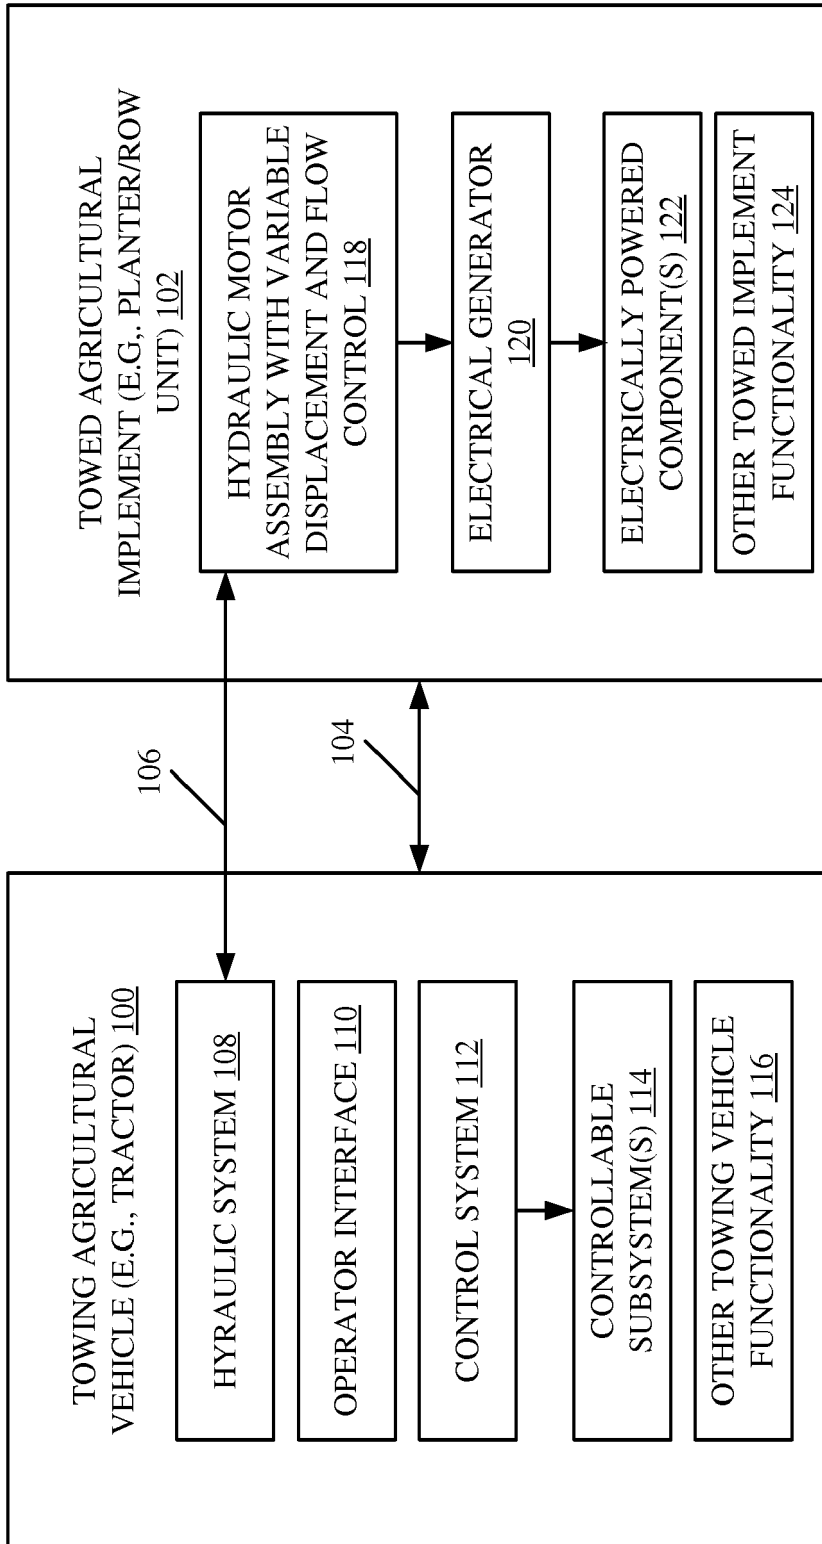 TOWING AGRICULTURAL
VEHICLE (E.G., TRACTOR) 100
HYRAULIC SYSTEM 108
OPERATOR INTERFACE 110
CONTROL SYSTEM 112
CONTROLLABLE
SUBSYSTEM(S) 114
OTHER TOWING VEHICLE
FUNCTIONALITY 116
106
104
TOWED AGRICULTURAL
IMPLEMENT (E.G,. PLANTER/ROW
UNIT) 102
HYDRAULIC MOTOR
ASSEMBLY WITH VARIABLE
DISPLACEMENT AND FLOW
CONTROL 118
ELECTRICAL GENERATOR
120
ELECTRICALLY POWERED
COMPONENT(S) 122
OTHER TOWED IMPLEMENT
FUNCTIONALITY 124